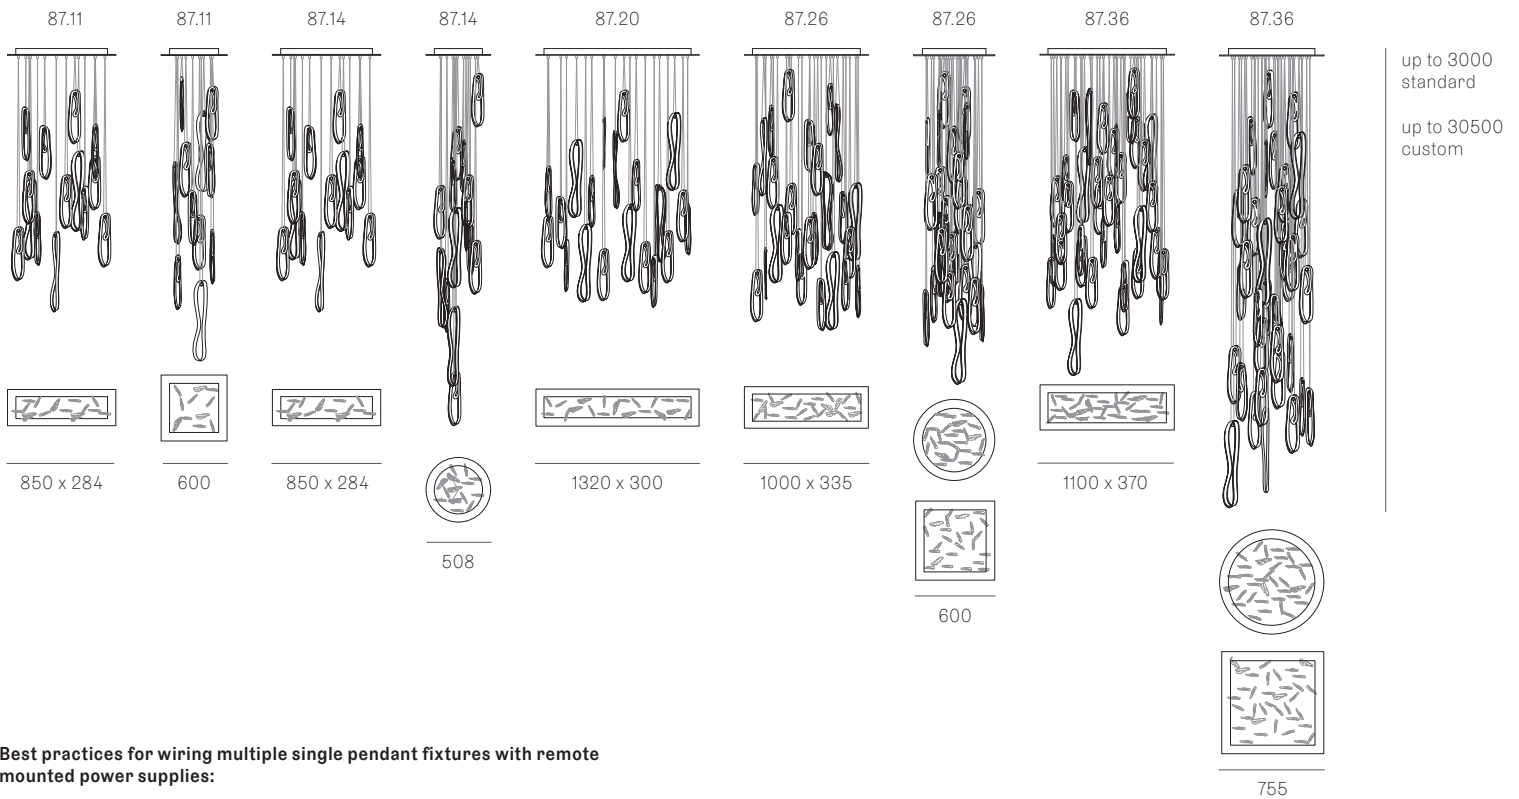 87.11
87.11
87.14
87.14
87.20
87.26
87.26
87.36
87.36
up to 3000
standard
up to 30500
custom
850 x 284
600
850 x 284
508
1320 x 300
1000 x 335
600
1100 x 370
755
Best practices for wiring multiple single pendant fixtures with remote
mounted power supplies: